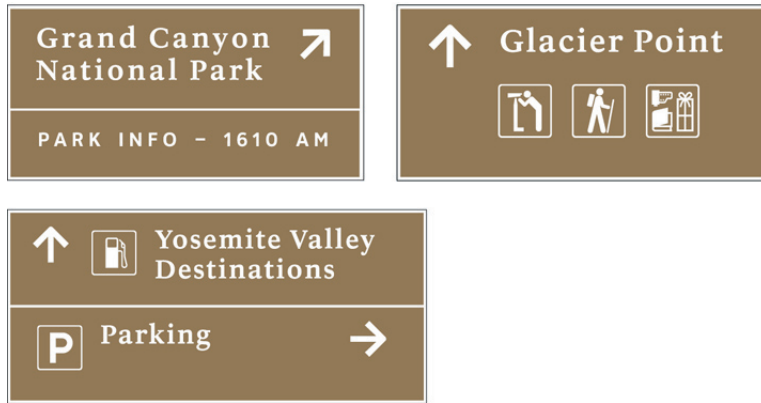 Grand Canyon
National Park
PARK INFO – 1610 AM
Glacier Point
Yosemite Valley
Destinations
P Parking